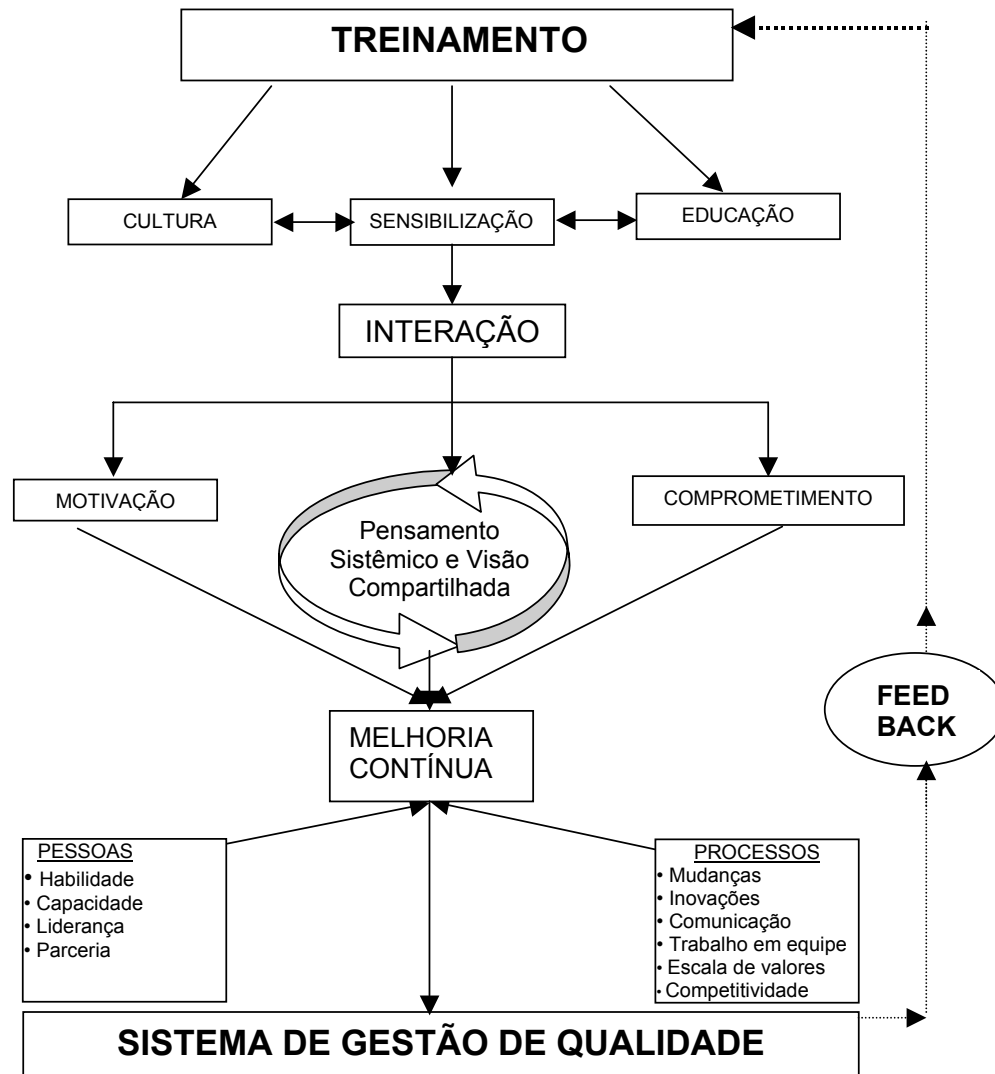 TREINAMENTO
CULTURA
SENSIBILIZAÇÃO
EDUCAÇÃO
INTERAÇÃO
MOTIVAÇÃO
COMPROMETIMENTO
Pensamento
Sistêmico e Visão
Compartilhada
FEED
BACK
MELHORIA
CONTÍNUA
PESSOAS
• Habilidade
• Capacidade
• Liderança
• Parceria
PROCESSOS
• Mudanças
• Inovações
• Comunicação
• Trabalho em equipe
• Escala de valores
• Competitividade
SISTEMA DE GESTÃO DE QUALIDADE